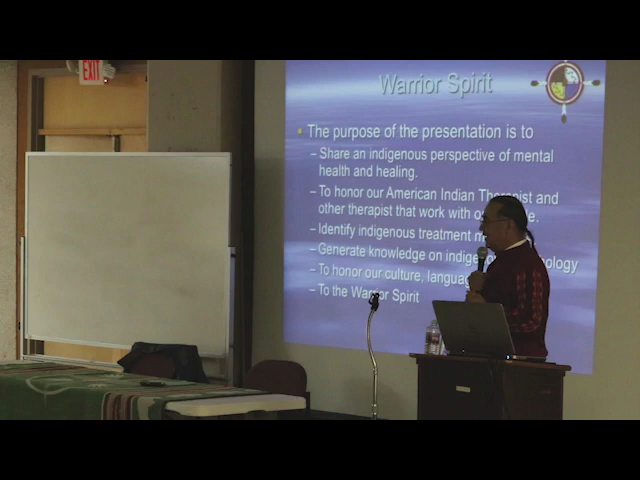 EXIT
Warrior Spirit
The purpose of the presentation is to
– Share an indigenous perspective of mental
health and healing.
– To honor our American Indian Therapist and
other therapist that work with
– Identify indigenous treatment
– Generate knowledge on
– To honor our culture,
– To the Warrior Spirit